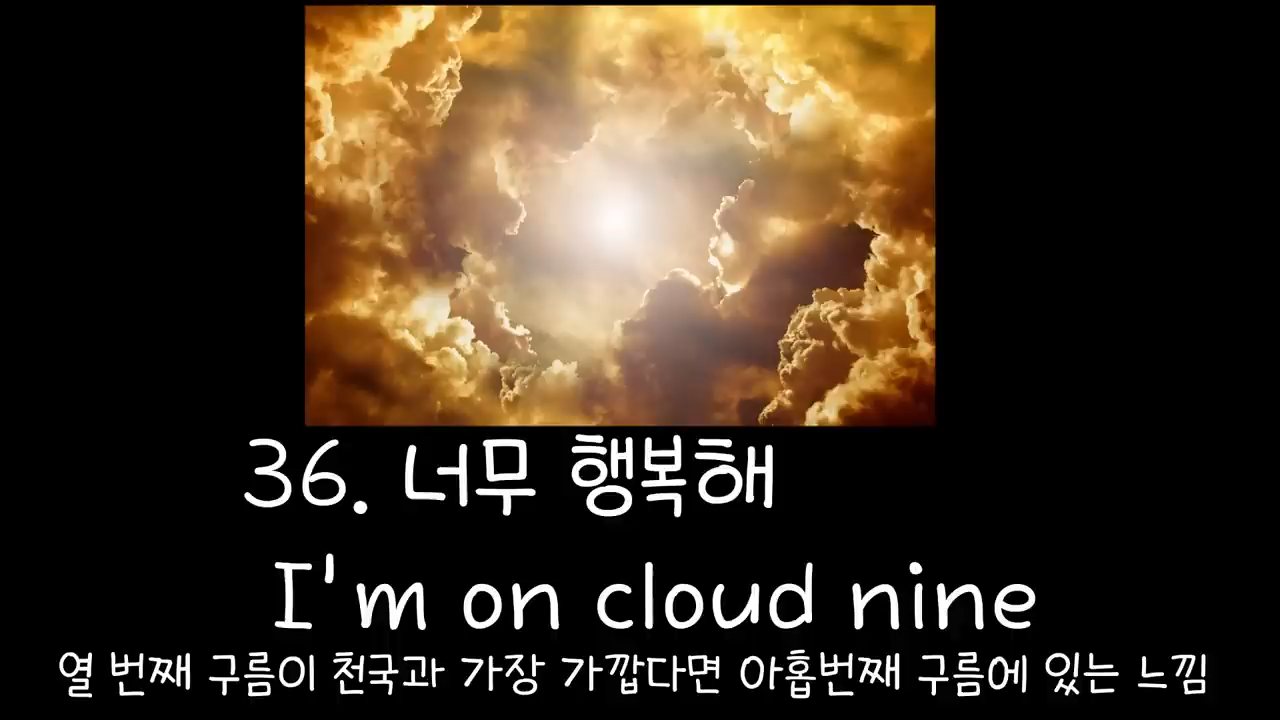 36. 너무 행복해
I'm on cloud nine
열 번째 구름이 천국과 가장 가깝다면 아홉번째 구름에 있는 느낌